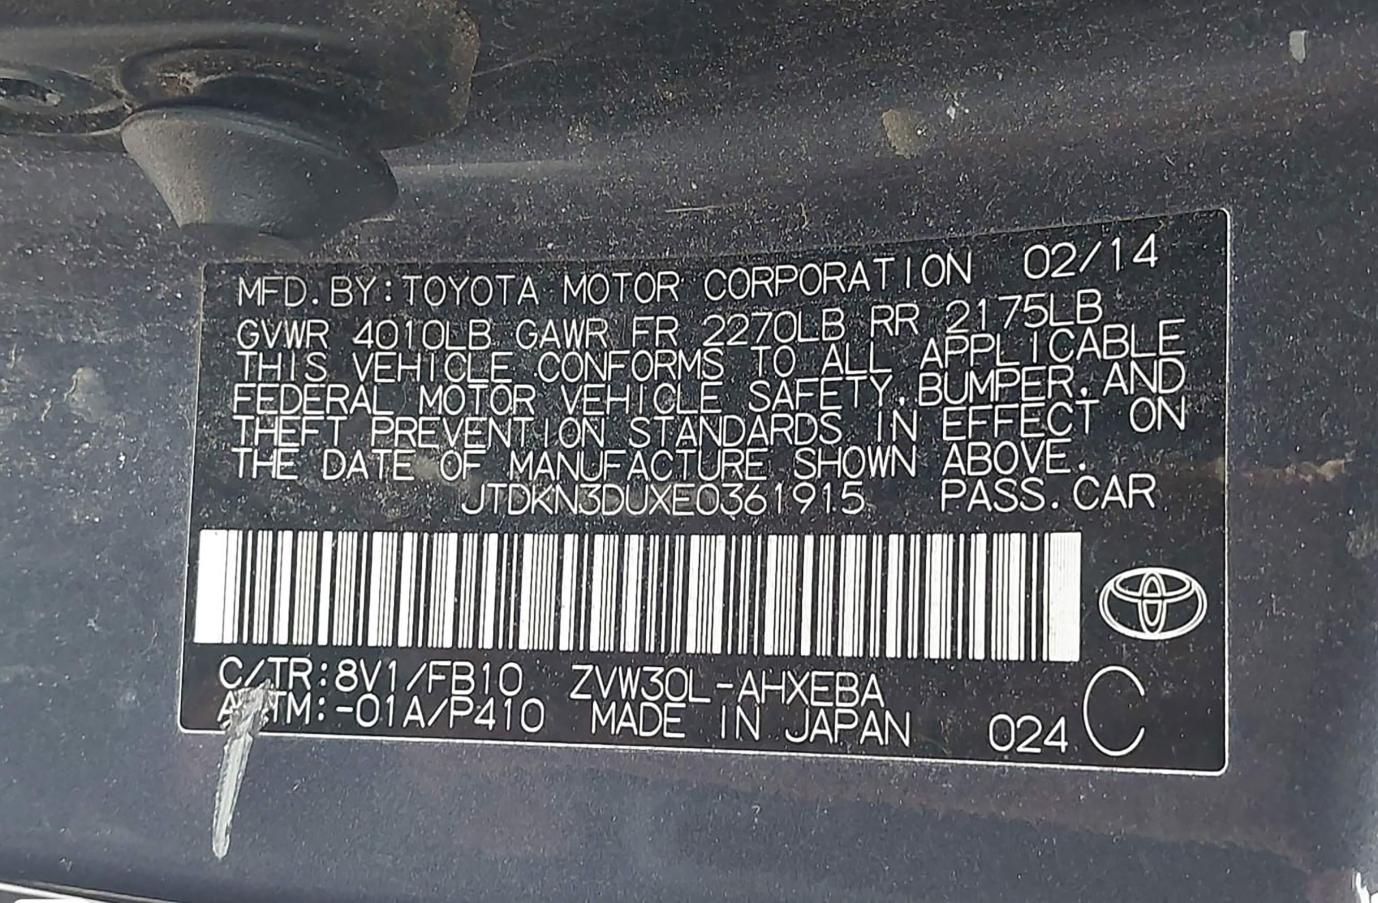 MFD.BY:TOYOTA MOTOR CORPORATION 02/14
GVWR 4010LB GAWR FR 2270LB RR 2175LB
THIS VEHICLE CONFORMS TO ALL APPLICABLE
FEDERAL MOTOR VEHICLE SAFETY,BUMPER,AND
THEFT PREVENTION STANDARDS IN EFFECT ON
THE DATE OF MANUFACTURE SHOWN ABOVE.
JTDKN3DUXE0361915 PASS.CAR
C/TR:8V1/FB10 ZVW30L-AHXEBA
A/TM:-01A/P410 MADE IN JAPAN 024 C